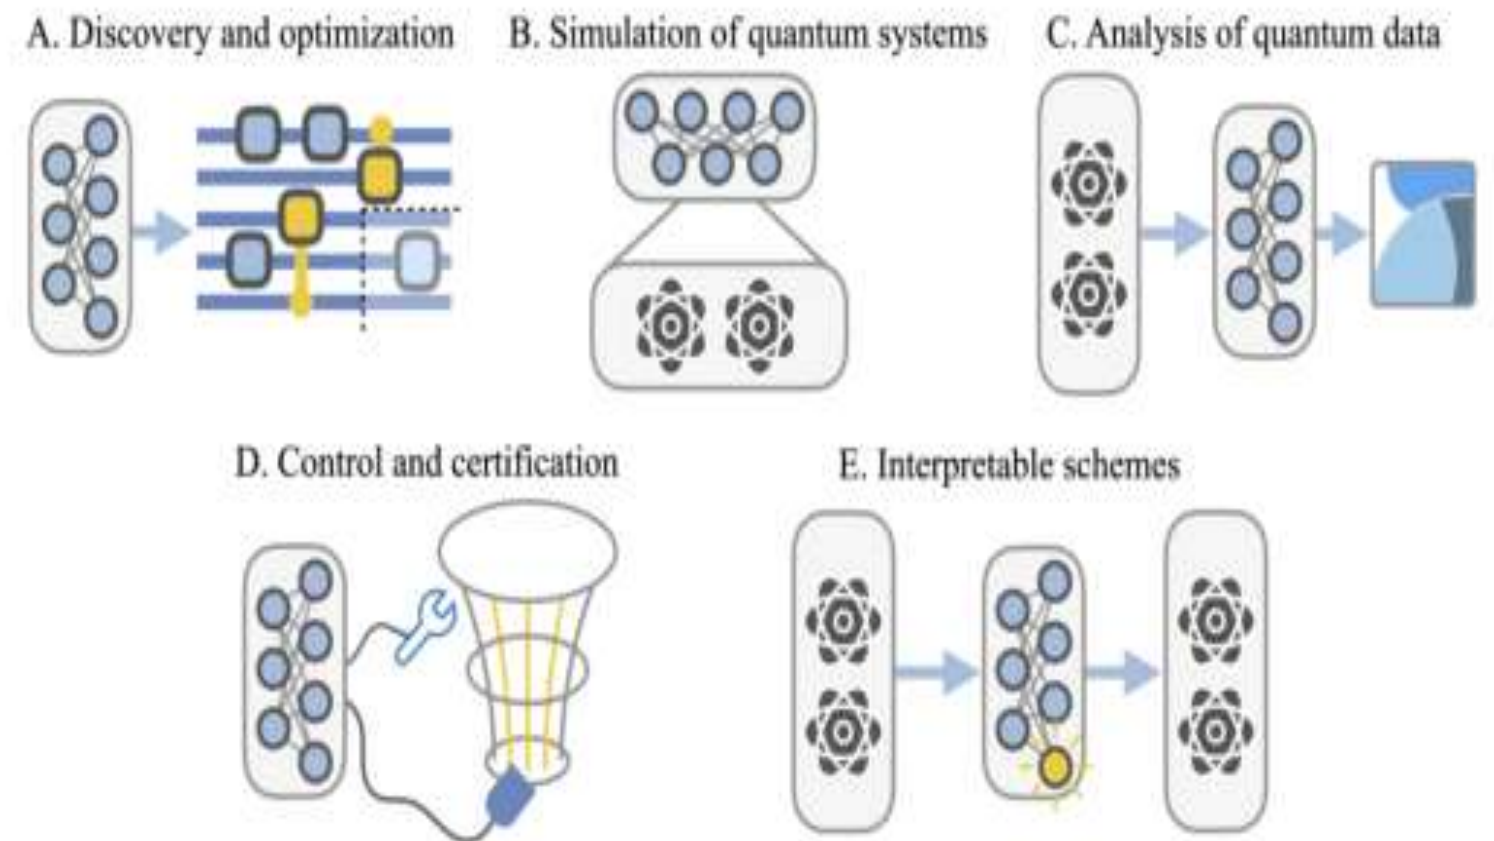 A. Discovery and optimization
B. Simulation of quantum systems
C. Analysis of quantum data
D. Control and certification
E. Interpretable schemes